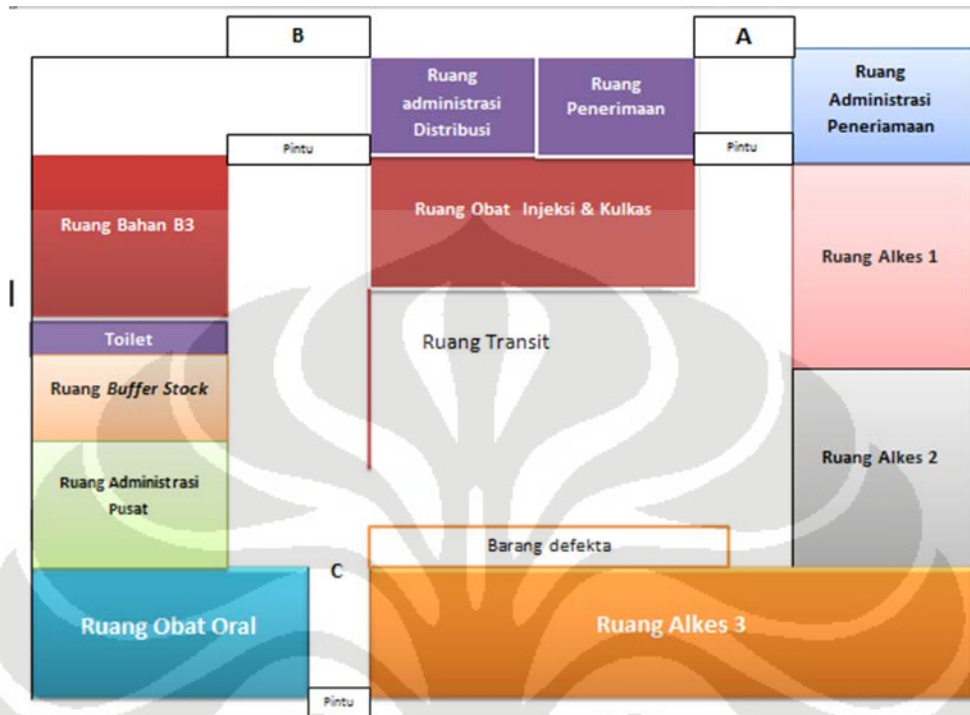 B
A
Ruang
administrasi
Distribusi
Ruang
Penerimaan
Ruang
Administrasi
Peneriamaan
Pintu
Pintu
Ruang Bahan B3
Ruang Obat Injeksi & Kulkas
Ruang Alkes 1
Toilet
Ruang Transit
Ruang Buffer Stock
Ruang Administrasi
Pusat
Ruang Alkes 2
Barang defekta
C
Ruang Obat Oral
Ruang Alkes 3
Pintu